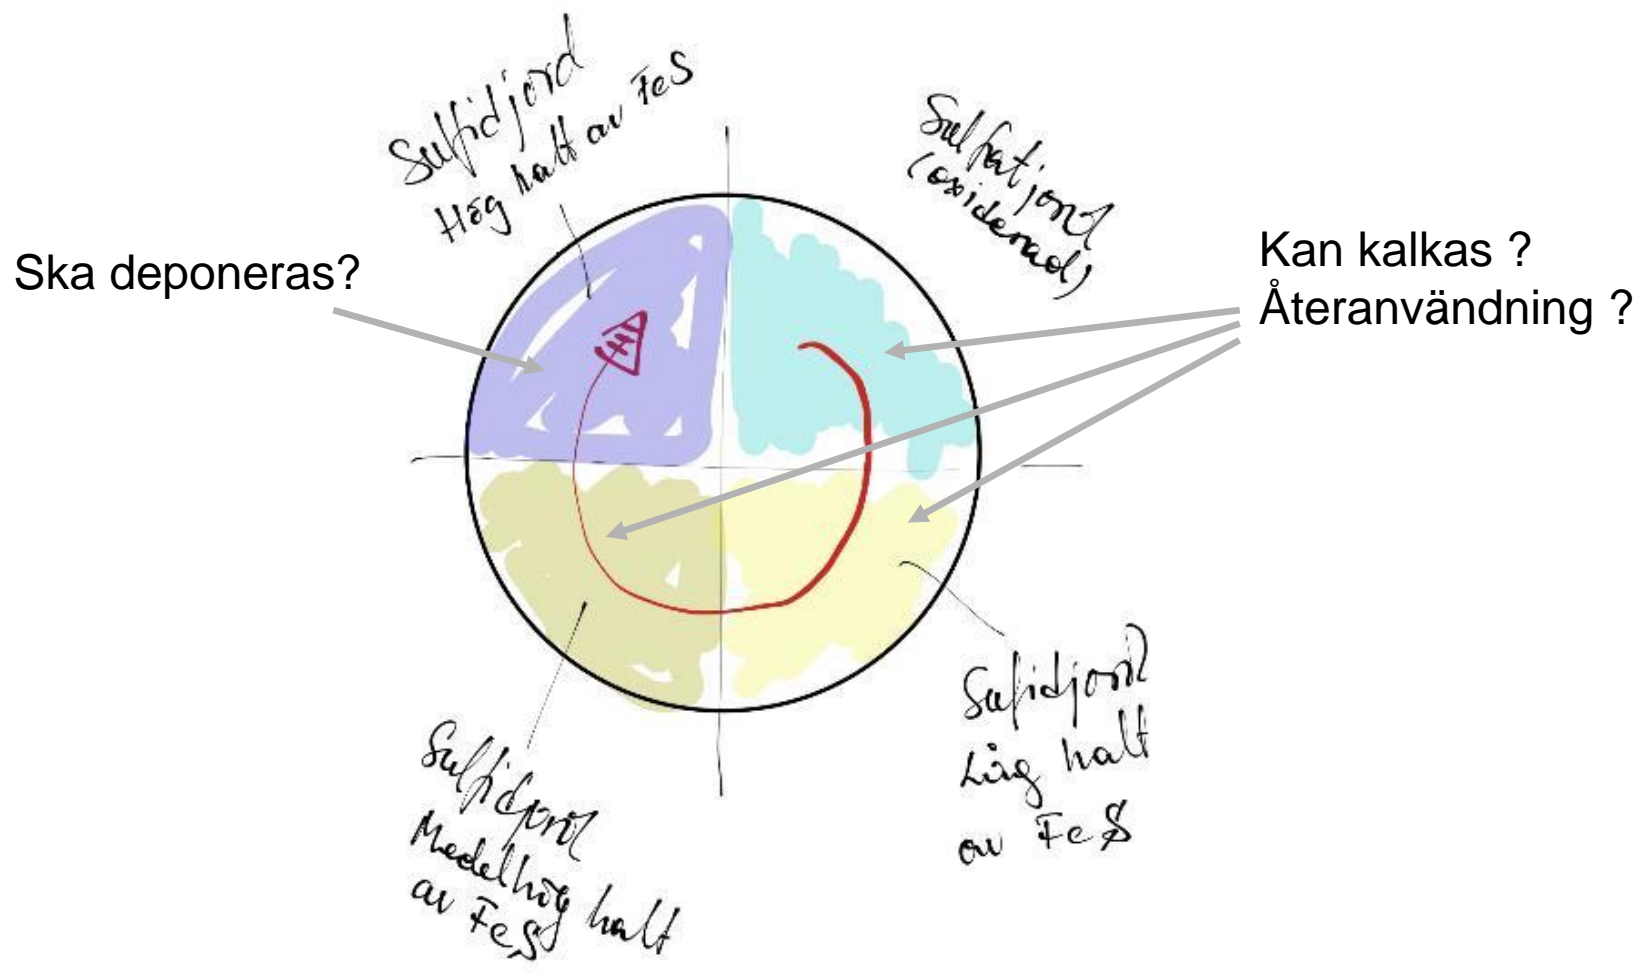 Sulfidjord
Hög halt av FeS
Sulfatjord
(oxiderad)
Ska deponeras?
Kan kalkas ?
Återanvändning ?
Sulfidjord
Låg halt
av FeS
Sulfidjord
Medelhög halt
av FeS